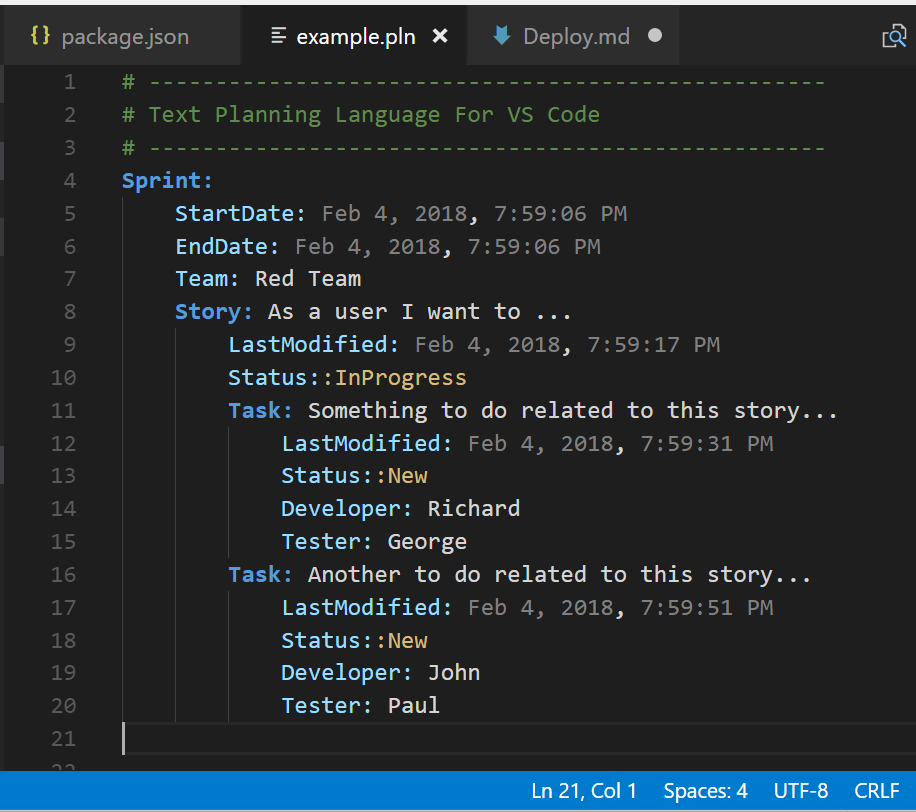 {} package.json example.pln × Deploy.md
1 # ---------------------------------------------------
2 # Text Planning Language For VS Code
3 # ---------------------------------------------------
4 Sprint:
5 StartDate: Feb 4, 2018, 7:59:06 PM
6 EndDate: Feb 4, 2018, 7:59:06 PM
7 Team: Red Team
8 Story: As a user I want to ...
9 LastModified: Feb 4, 2018, 7:59:17 PM
10 Status::InProgress
11 Task: Something to do related to this story...
12 LastModified: Feb 4, 2018, 7:59:31 PM
13 Status::New
14 Developer: Richard
15 Tester: George
16 Task: Another to do related to this story...
17 LastModified: Feb 4, 2018, 7:59:51 PM
18 Status::New
19 Developer: John
20 Tester: Paul
21
22
Ln 21, Col 1 Spaces: 4 UTF-8 CRLF